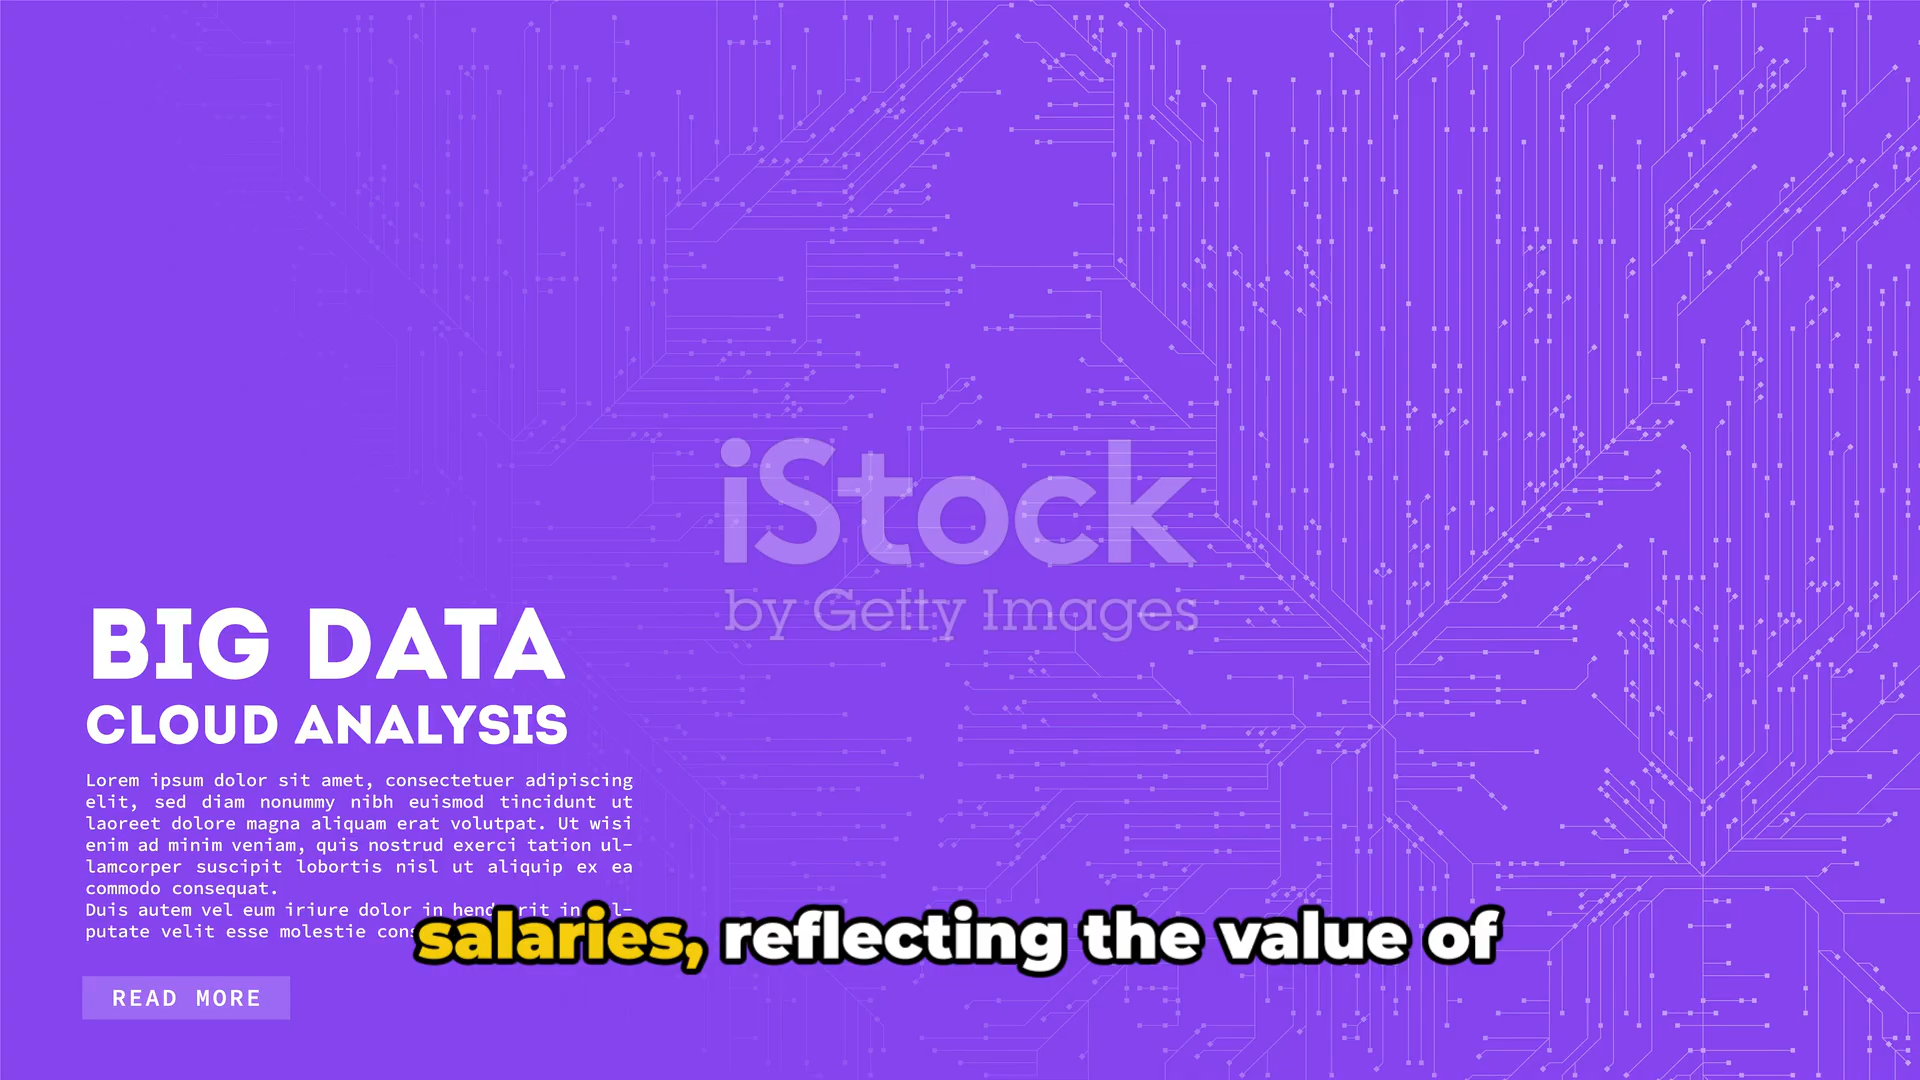 iStock
by Getty Images
BIG DATA
CLOUD ANALYSIS
Lorem ipsum dolor sit amet, consectetuer adipiscing
elit, sed diam nonummy nibh euismod tincidunt ut
laoreet dolore magna aliquam erat volutpat. Ut wisi
enim ad minim veniam, quis nostrud exerci tation ul-
lamcorper suscipit lobortis nisl ut aliquip ex ea
commodo consequat.
Duis autem vel eum iriure dolor in
putate velit esse molestie
salaries, reflecting the value of
READ MORE